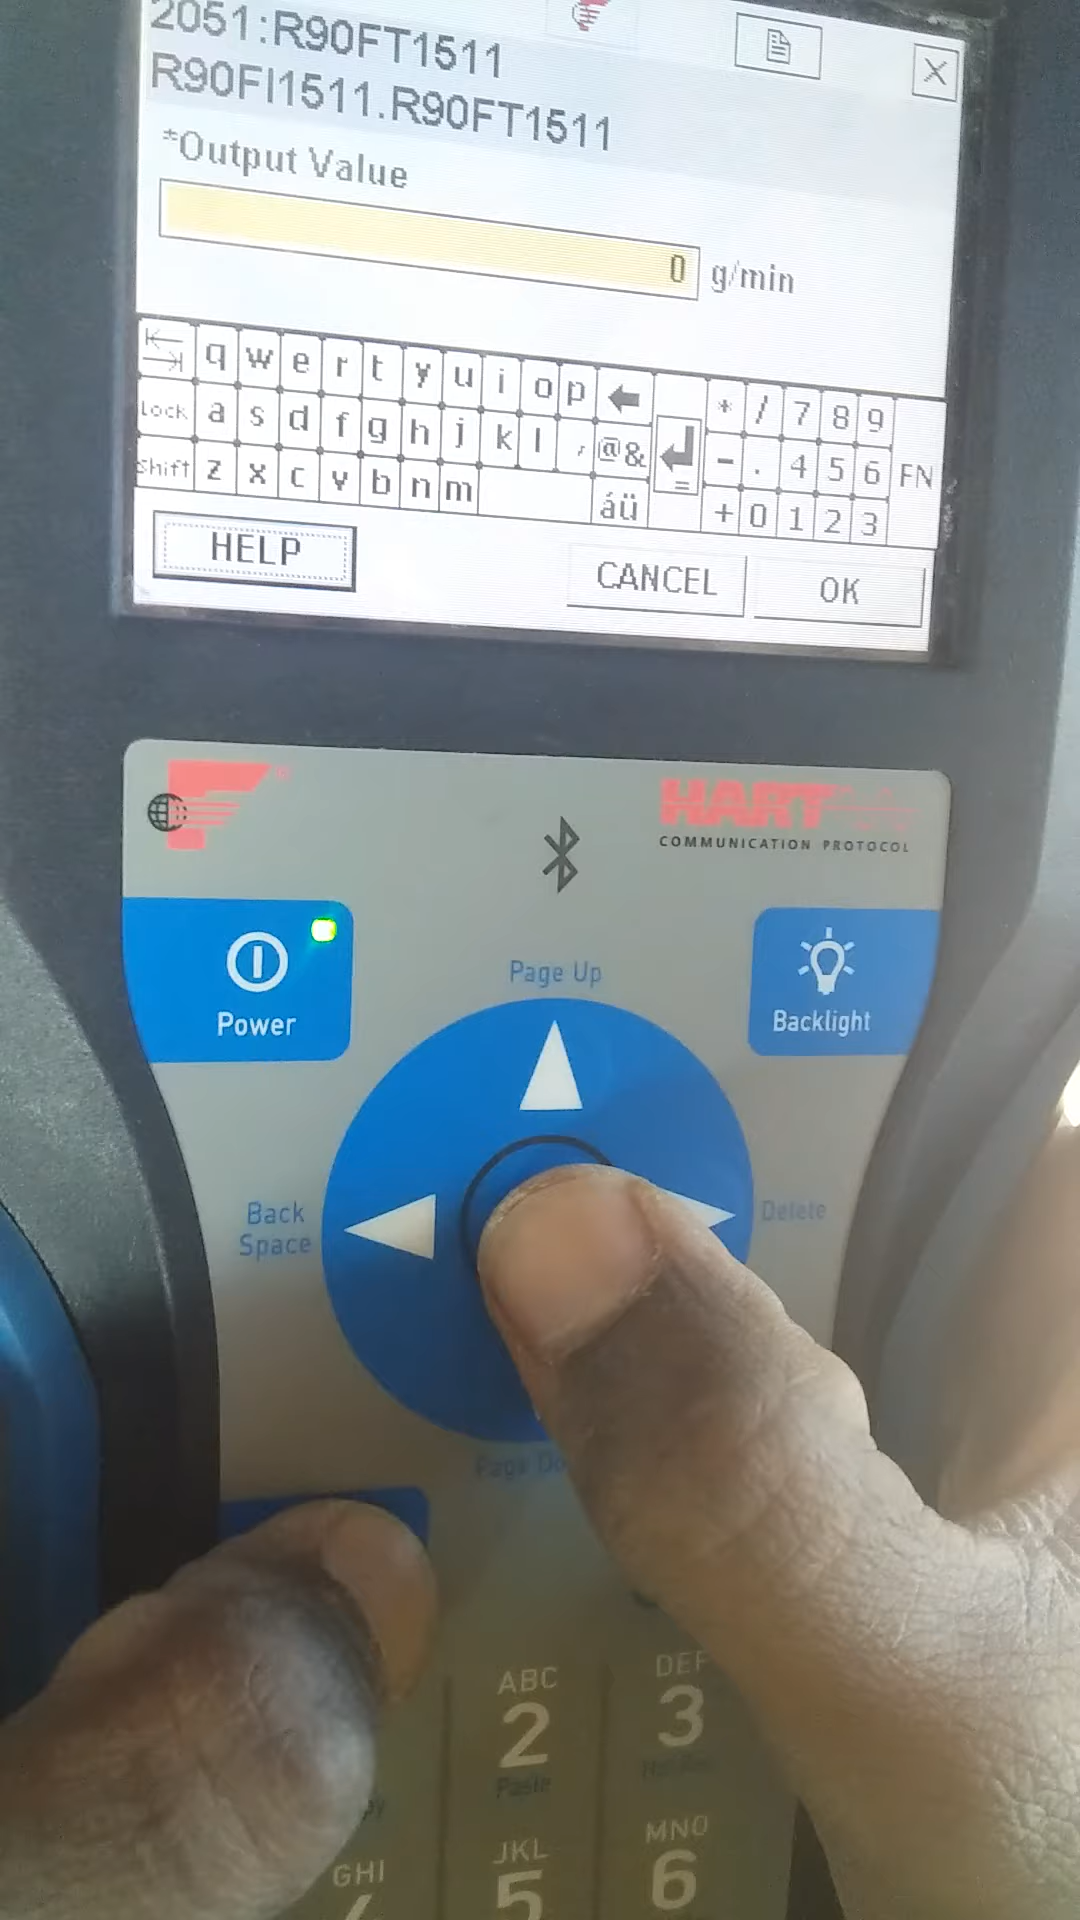 2051:R90FT1511
R90FI1511.R90FT1511
*Output Value
0 g/min
q w e r t y u i o p * / 7 8 9
Lock a s d f g h j k l , @& - . 4 5 6 FN
Shift z x c v b n m áü = + 0 1 2 3
HELP CANCEL OK
HART
COMMUNICATION PROTOCOL
Power
Page Up
Backlight
Back
Space
Delete
ABC DEF
2 3
Paste
GHI JKL MNO
5 6